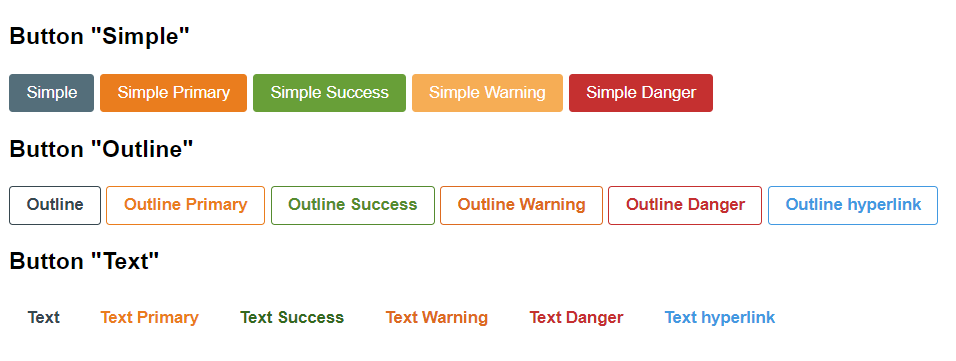 Button "Simple"
Simple Simple Primary Simple Success Simple Warning Simple Danger
Button "Outline"
Outline Outline Primary Outline Success Outline Warning Outline Danger Outline hyperlink
Button "Text"
Text Text Primary Text Success Text Warning Text Danger Text hyperlink